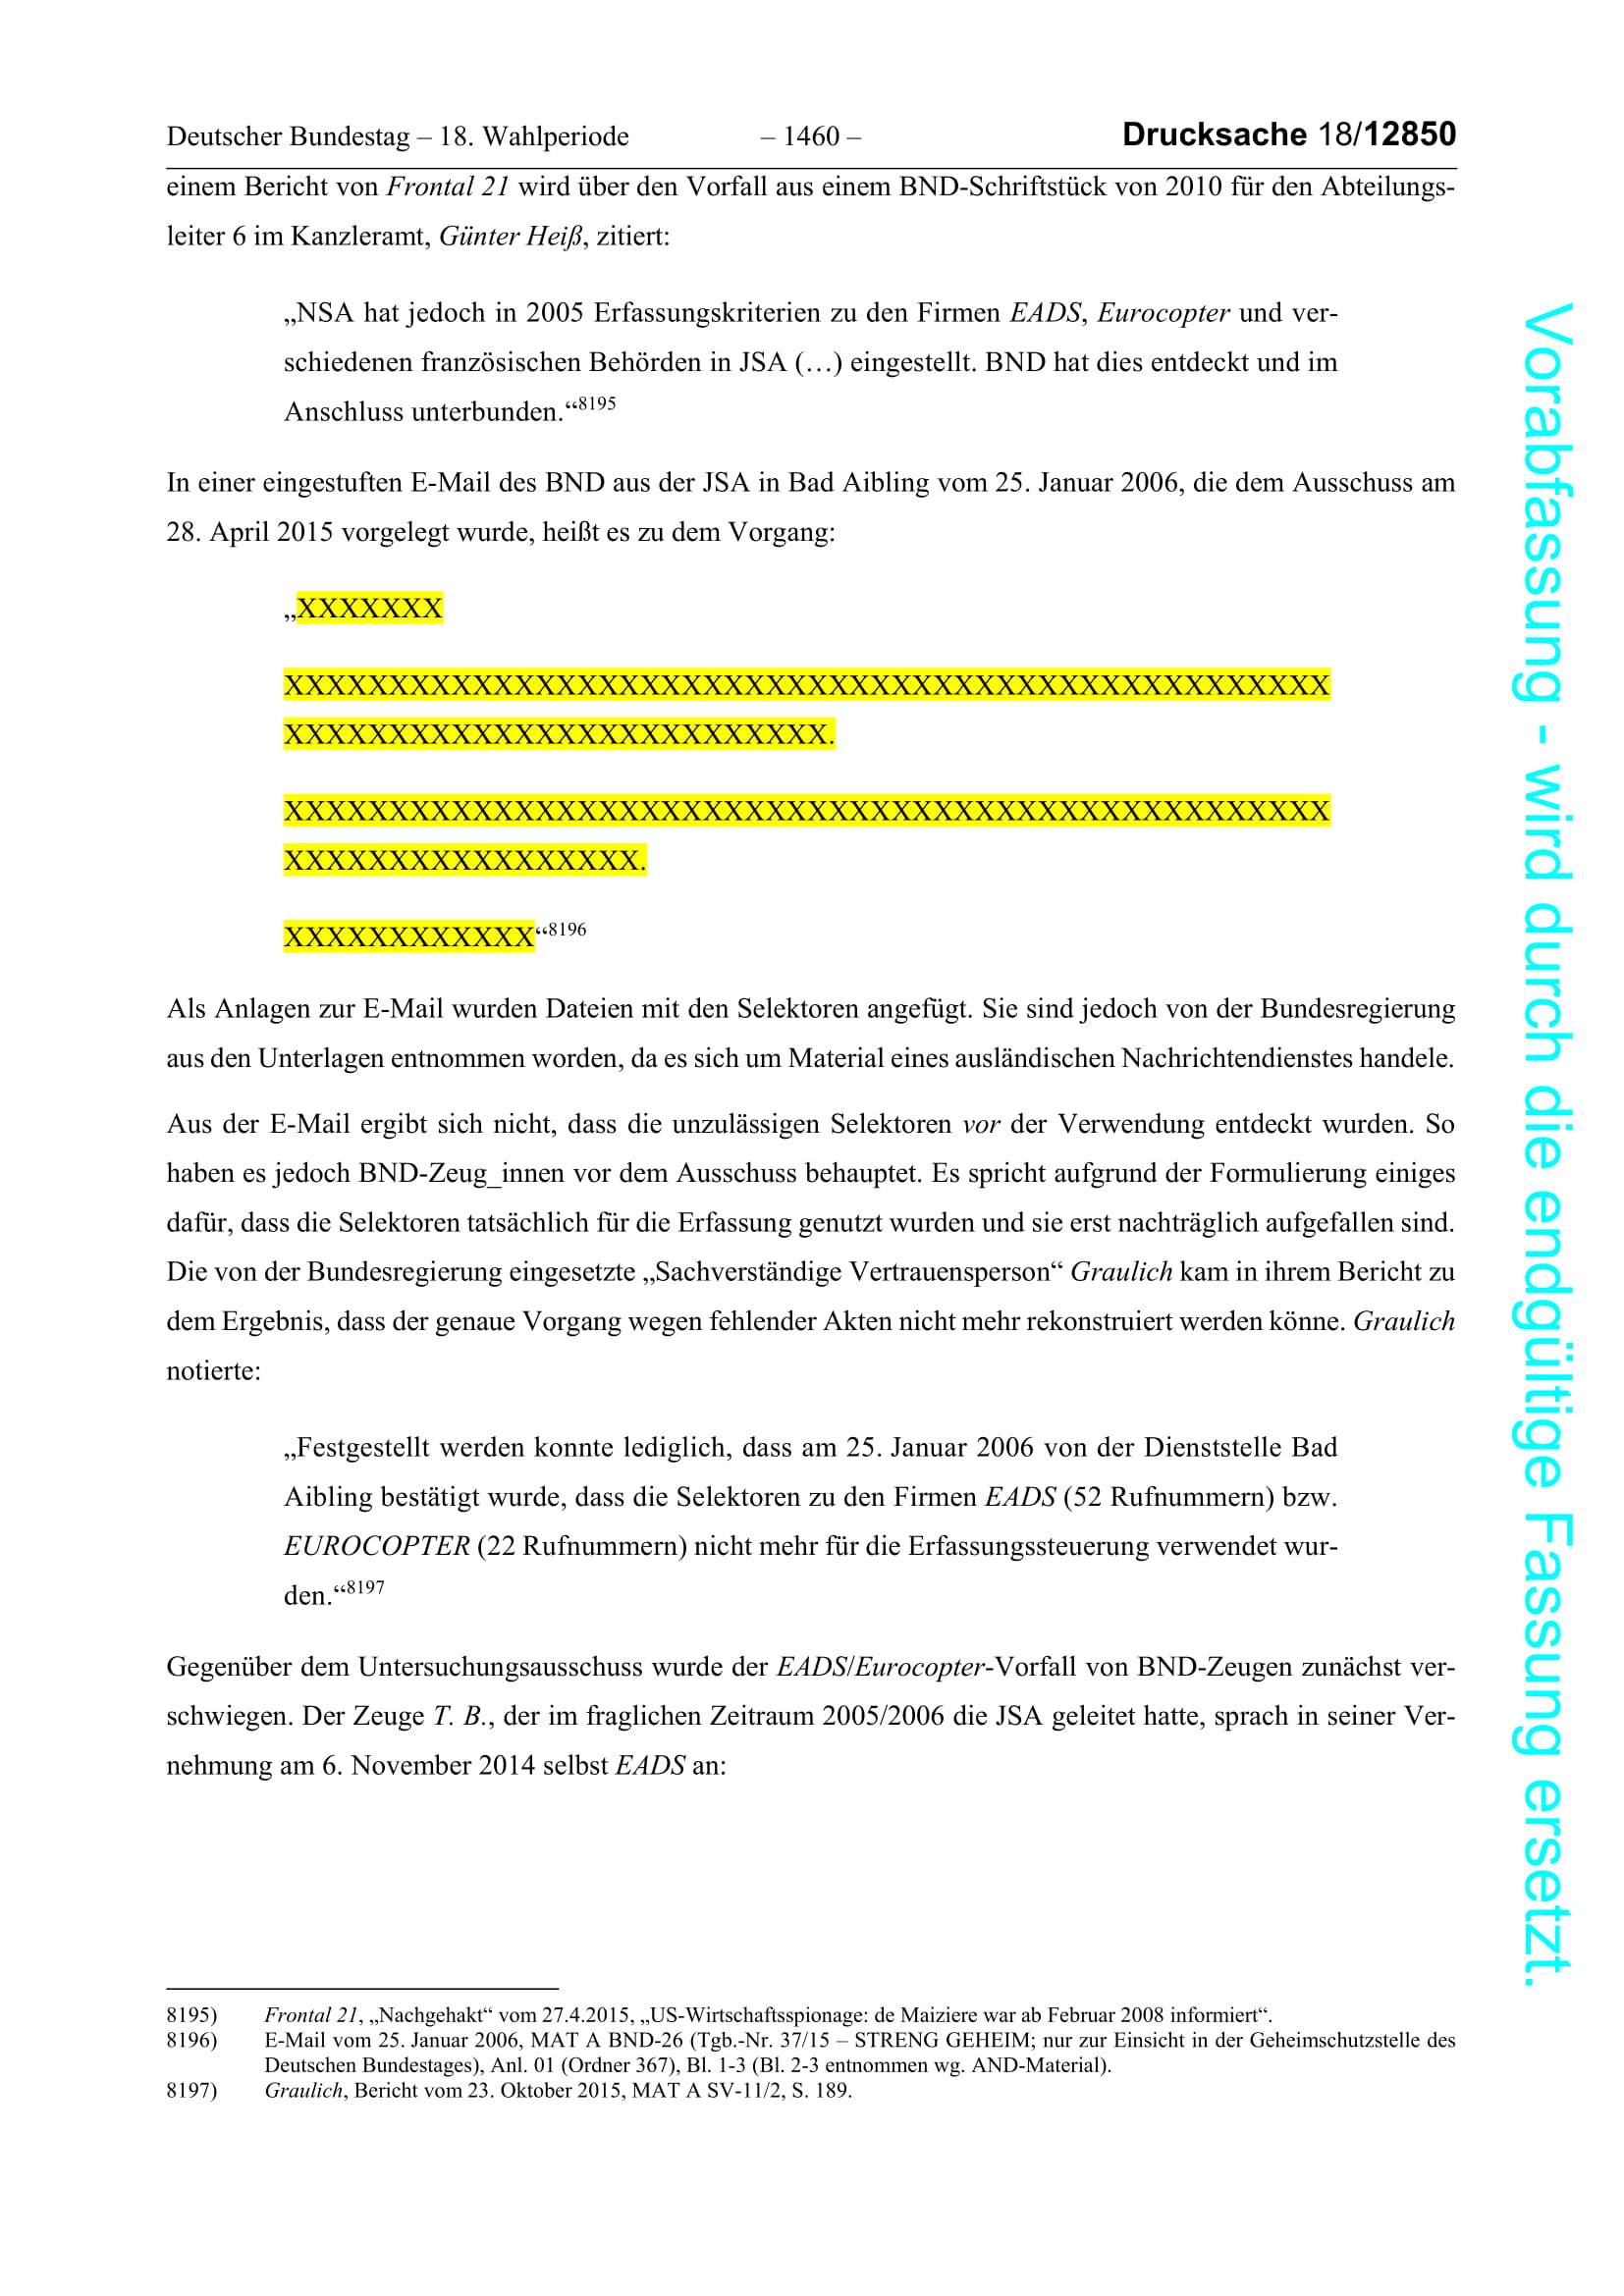 Deutscher Bundestag – 18. Wahlperiode – 1460 – Drucksache 18/12850
einem Bericht von Frontal 21 wird über den Vorfall aus einem BND-Schriftstück von 2010 für den Abteilungs-
leiter 6 im Kanzleramt, Günter Heiß, zitiert:
„NSA hat jedoch in 2005 Erfassungskriterien zu den Firmen EADS, Eurocopter und ver-
schiedenen französischen Behörden in JSA (…) eingestellt. BND hat dies entdeckt und im
Anschluss unterbunden.“8195
In einer eingestuften E-Mail des BND aus der JSA in Bad Aibling vom 25. Januar 2006, die dem Ausschuss am
28. April 2015 vorgelegt wurde, heißt es zu dem Vorgang:
„XXXXXXX
XXXXXXXXXXXXXXXXXXXXXXXXXXXXXXXXXXXXXXXXXXXXXXXXXX
XXXXXXXXXXXXXXXXXXXXXXXXXX.
XXXXXXXXXXXXXXXXXXXXXXXXXXXXXXXXXXXXXXXXXXXXXXXXXX
XXXXXXXXXXXXXXXXX.
XXXXXXXXXXXX“8196
Als Anlagen zur E-Mail wurden Dateien mit den Selektoren angefügt. Sie sind jedoch von der Bundesregierung
aus den Unterlagen entnommen worden, da es sich um Material eines ausländischen Nachrichtendienstes handele.
Aus der E-Mail ergibt sich nicht, dass die unzulässigen Selektoren vor der Verwendung entdeckt wurden. So
haben es jedoch BND-Zeug_innen vor dem Ausschuss behauptet. Es spricht aufgrund der Formulierung einiges
dafür, dass die Selektoren tatsächlich für die Erfassung genutzt wurden und sie erst nachträglich aufgefallen sind.
Die von der Bundesregierung eingesetzte „Sachverständige Vertrauensperson“ Graulich kam in ihrem Bericht zu
dem Ergebnis, dass der genaue Vorgang wegen fehlender Akten nicht mehr rekonstruiert werden könne. Graulich
notierte:
„Festgestellt werden konnte lediglich, dass am 25. Januar 2006 von der Dienststelle Bad
Aibling bestätigt wurde, dass die Selektoren zu den Firmen EADS (52 Rufnummern) bzw.
EUROCOPTER (22 Rufnummern) nicht mehr für die Erfassungssteuerung verwendet wur-
den.“8197
Gegenüber dem Untersuchungsausschuss wurde der EADS/Eurocopter-Vorfall von BND-Zeugen zunächst ver-
schwiegen. Der Zeuge T. B., der im fraglichen Zeitraum 2005/2006 die JSA geleitet hatte, sprach in seiner Ver-
nehmung am 6. November 2014 selbst EADS an:
8195) Frontal 21, „Nachgehakt“ vom 27.4.2015, „US-Wirtschaftsspionage: de Maiziere war ab Februar 2008 informiert“.
8196) E-Mail vom 25. Januar 2006, MAT A BND-26 (Tgb.-Nr. 37/15 – STRENG GEHEIM; nur zur Einsicht in der Geheimschutzstelle des
Deutschen Bundestages), Anl. 01 (Ordner 367), Bl. 1-3 (Bl. 2-3 entnommen wg. AND-Material).
8197) Graulich, Bericht vom 23. Oktober 2015, MAT A SV-11/2, S. 189.
Vorabfassung - wird durch die endgültige Fassung ersetzt.